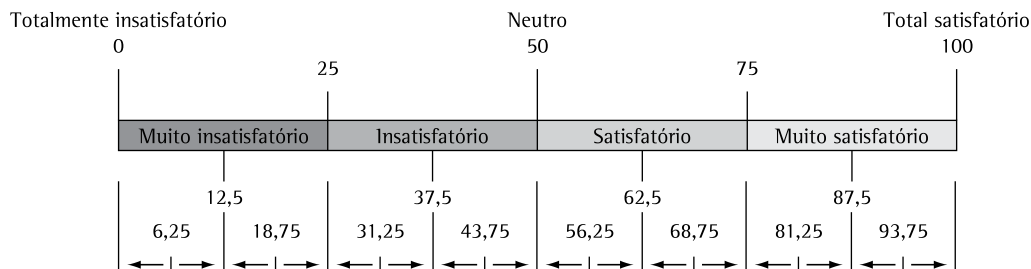 Totalmente insatisfatório Neutro Total satisfatório
0 50 100
25 75
Muito insatisfatório Insatisfatório Satisfatório Muito satisfatório
12,5 37,5 62,5 87,5
6,25 18,75 31,25 43,75 56,25 68,75 81,25 93,75